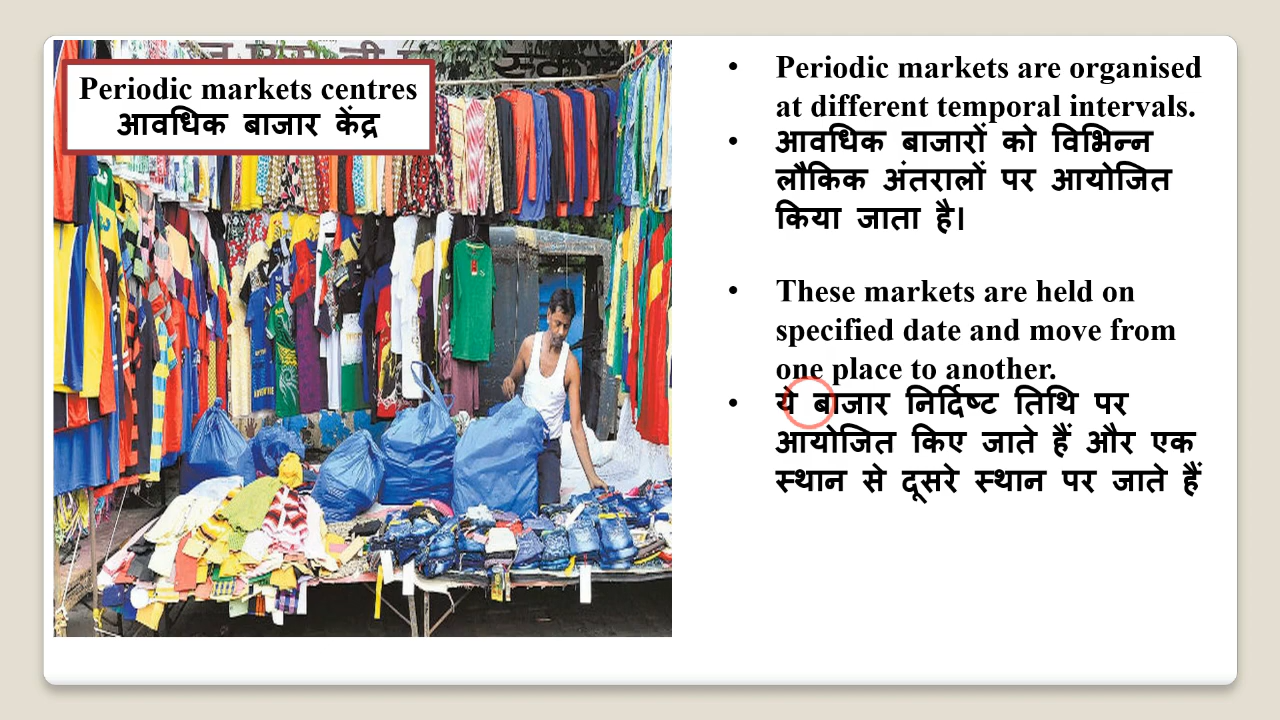 Periodic markets centres
आवधिक बाजार केंद्र
• Periodic markets are organised
at different temporal intervals.
• आवधिक बाजारों को विभिन्न
लौकिक अंतरालों पर आयोजित
किया जाता है।
• These markets are held on
specified date and move from
one place to another.
• ये बाजार निर्दिष्ट तिथि पर
आयोजित किए जाते हैं और एक
स्थान से दूसरे स्थान पर जाते हैं